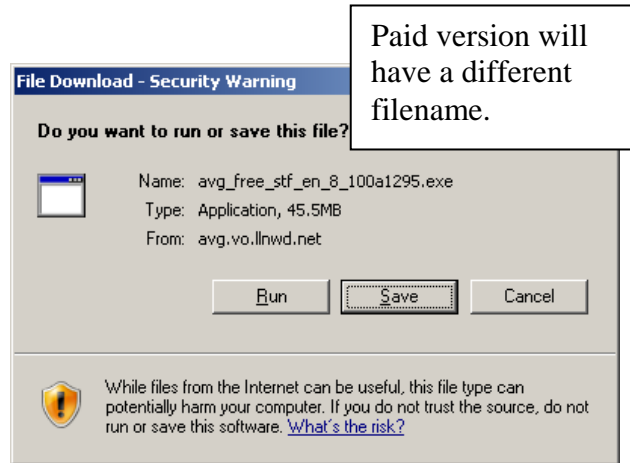 Paid version will
have a different
filename.
File Download - Security Warning
Do you want to run or save this file?
Name: avg_free_stf_en_8_100a1295.exe
Type: Application, 45.5MB
From: avg.vo.llnwd.net
Run Save Cancel
While files from the Internet can be useful, this file type can
potentially harm your computer. If you do not trust the source, do not
run or save this software. What's the risk?